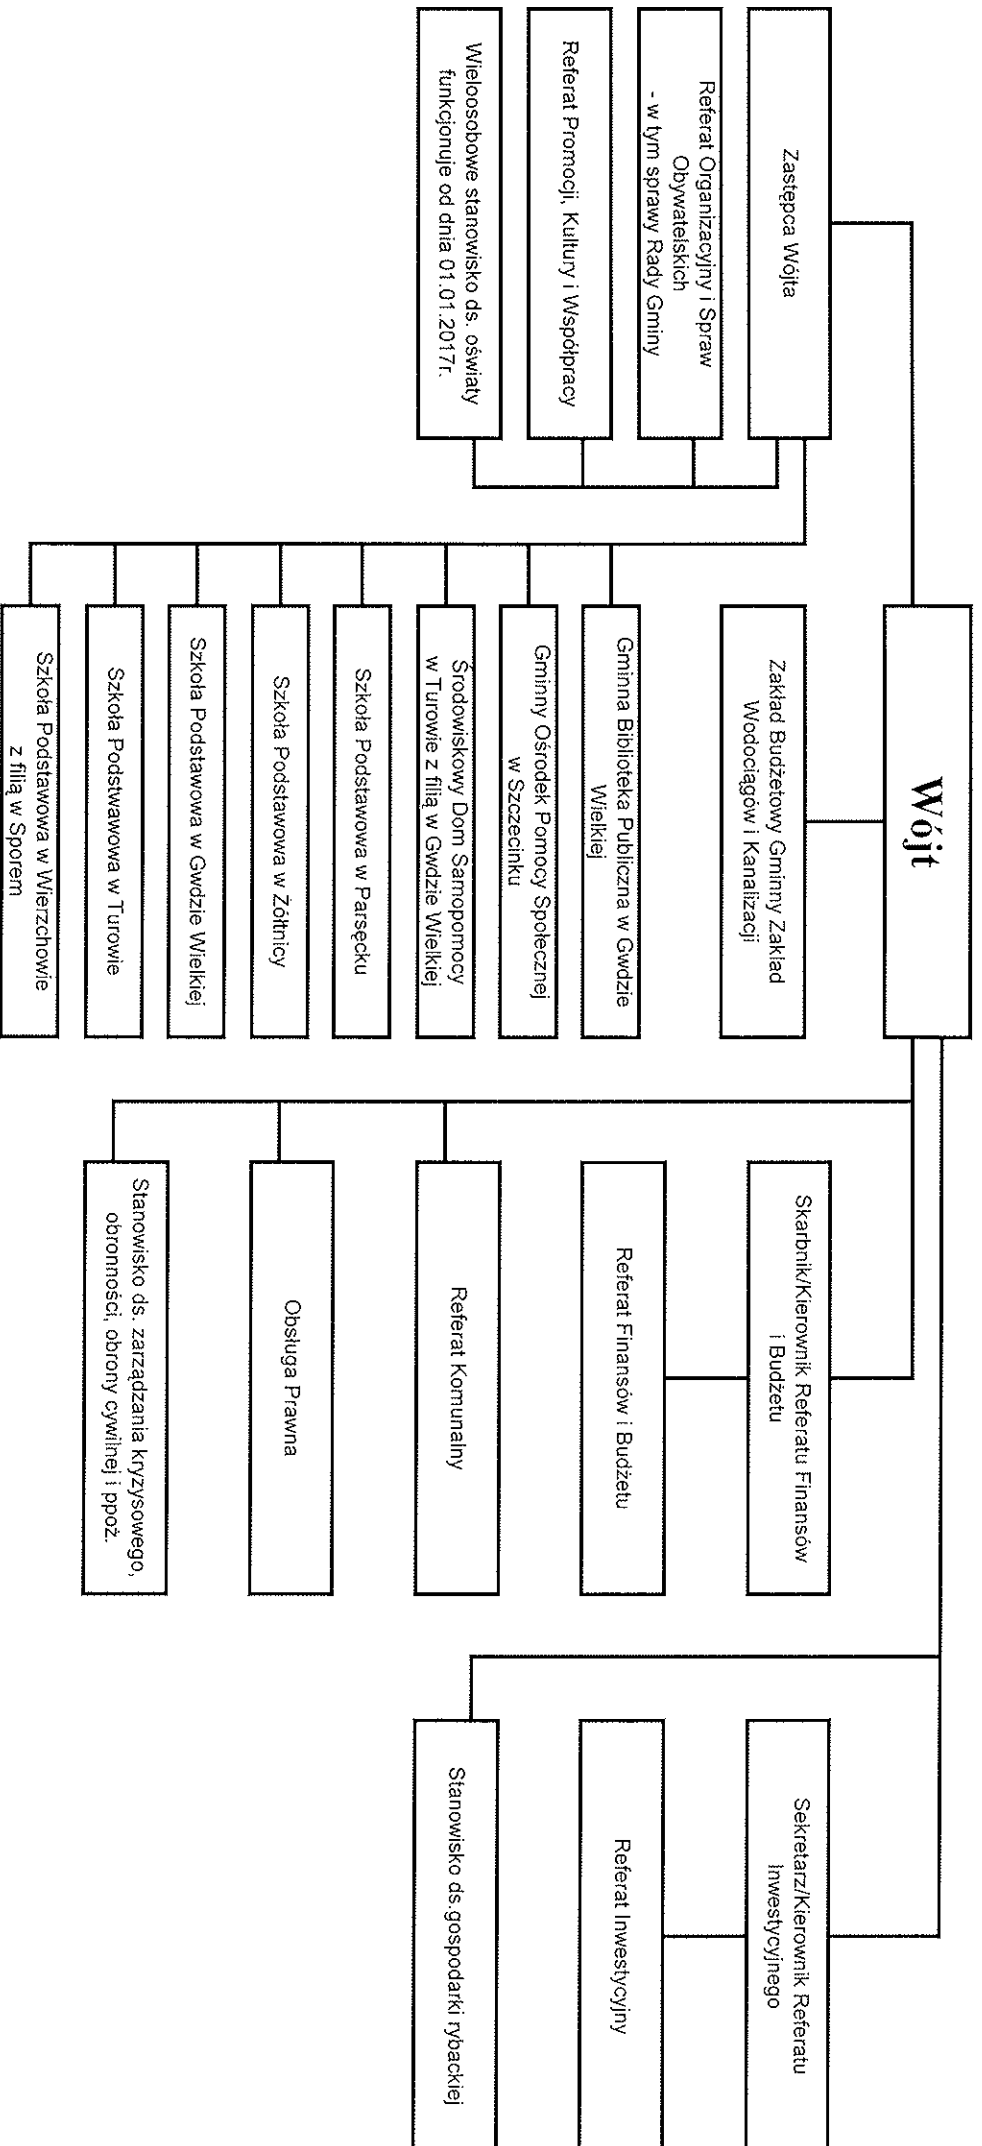 Wójt
Zastępca Wójta
Referat Organizacyjny i Spraw
Obywatelskich
- w tym sprawy Rady Gminy
Referat Promocji, Kultury i Współpracy
Wieloosobowe stanowisko ds. oświaty
funkcjonuje od dnia 01.01.2017r.
Zakład Budżetowy Gminny Zakład
Wodociągów i Kanalizacji
Gminna Biblioteka Publiczna w Gwdzie
Wielkiej
Gminny Ośrodek Pomocy Społecznej
w Szczecinku
Środowiskowy Dom Samopomocy
w Turowie z filią w Gwdzie Wielkiej
Szkoła Podstawowa w Parsęcku
Szkoła Podstawowa w Żółtnicy
Szkoła Podstawowa w Gwdzie Wielkiej
Szkoła Podstwawowa w Turowie
Szkoła Podstawowa w Wierzchowie
z filią w Sporem
Skarbnik/Kierownik Referatu Finansów
i Budżetu
Referat Finansów i Budżetu
Referat Komunalny
Obsługa Prawna
Stanowisko ds. zarządzania kryzysowego,
obronności, obrony cywilnej i ppoż.
Sekretarz/Kierownik Referatu
Inwestycyjnego
Referat Inwestycyjny
Stanowisko ds.gospodarki rybackiej